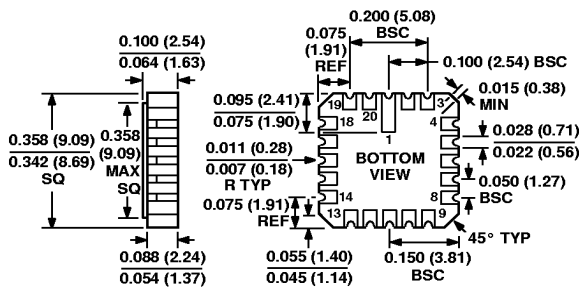 0.100 (2.54)
0.064 (1.63)
0.358 (9.09)
0.342 (8.69)
SQ
0.358
(9.09)
MAX
SQ
0.088 (2.24)
0.054 (1.37)
0.075
(1.91)
REF
0.200 (5.08)
BSC
0.100 (2.54) BSC
0.015 (0.38)
MIN
0.095 (2.41)
0.075 (1.90)
0.011 (0.28)
0.007 (0.18)
R TYP
0.075 (1.91)
REF
0.055 (1.40)
0.045 (1.14)
19
20
3
18
1
4
BOTTOM
VIEW
14
8
13
9
0.028 (0.71)
0.022 (0.56)
0.050 (1.27)
BSC
45° TYP
0.150 (3.81)
BSC